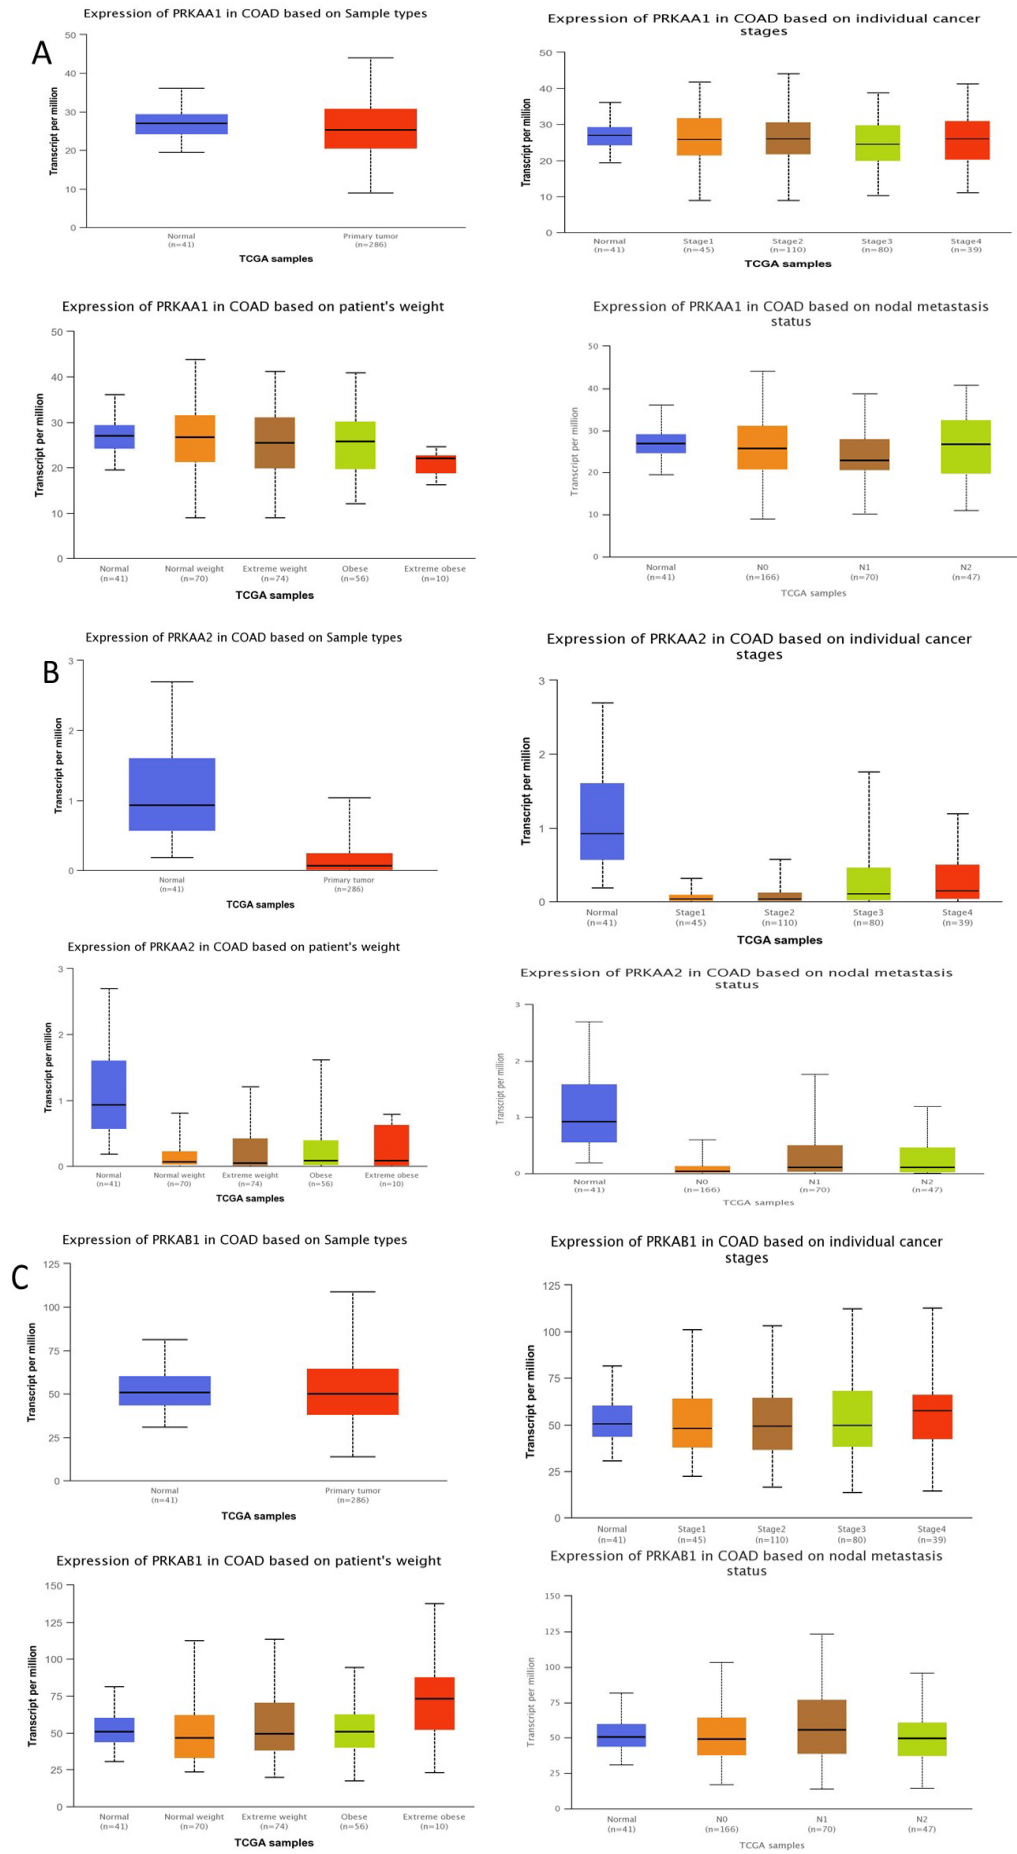 A
Expression of PRKAA1 in COAD based on Sample types
Transcript per million
50
40
30
20
10
0
Normal
(n=41)
Primary tumor
(n=286)
TCGA samples
Expression of PRKAA1 in COAD based on individual cancer
stages
Transcript per million
50
40
30
20
10
0
Normal
(n=41)
Stage1
(n=45)
Stage2
(n=110)
Stage3
(n=80)
Stage4
(n=39)
TCGA samples
Expression of PRKAA1 in COAD based on patient's weight
Transcript per million
50
40
30
20
10
0
Normal
(n=41)
Normal weight
(n=70)
Extreme weight
(n=74)
Obese
(n=56)
Extreme obese
(n=10)
TCGA samples
Expression of PRKAA1 in COAD based on nodal metastasis
status
Transcript per million
50
40
30
20
10
0
Normal
(n=41)
N0
(n=166)
N1
(n=70)
N2
(n=47)
TCGA samples
B
Expression of PRKAA2 in COAD based on Sample types
Transcript per million
3
2
1
0
Normal
(n=41)
Primary tumor
(n=286)
TCGA samples
Expression of PRKAA2 in COAD based on individual cancer
stages
Transcript per million
3
2
1
0
Normal
(n=41)
Stage1
(n=45)
Stage2
(n=110)
Stage3
(n=80)
Stage4
(n=39)
TCGA samples
Expression of PRKAA2 in COAD based on patient's weight
Transcript per million
3
2
1
0
Normal
(n=41)
Normal weight
(n=70)
Extreme weight
(n=74)
Obese
(n=56)
Extreme obese
(n=10)
TCGA samples
Expression of PRKAA2 in COAD based on nodal metastasis
status
Transcript per million
3
2
1
0
Normal
(n=41)
N0
(n=166)
N1
(n=70)
N2
(n=47)
TCGA samples
C
Expression of PRKAB1 in COAD based on Sample types
Transcript per million
125
100
75
50
25
0
Normal
(n=41)
Primary tumor
(n=286)
TCGA samples
Expression of PRKAB1 in COAD based on individual cancer
stages
Transcript per million
125
100
75
50
25
0
Normal
(n=41)
Stage1
(n=45)
Stage2
(n=110)
Stage3
(n=80)
Stage4
(n=39)
Expression of PRKAB1 in COAD based on patient's weight
Transcript per million
150
125
100
75
50
25
0
Normal
(n=41)
Normal weight
(n=70)
Extreme weight
(n=74)
Obese
(n=56)
Extreme obese
(n=10)
TCGA samples
Expression of PRKAB1 in COAD based on nodal metastasis
status
Transcript per million
150
125
100
75
50
25
0
Normal
(n=41)
N0
(n=166)
N1
(n=70)
N2
(n=47)
TCGA samples